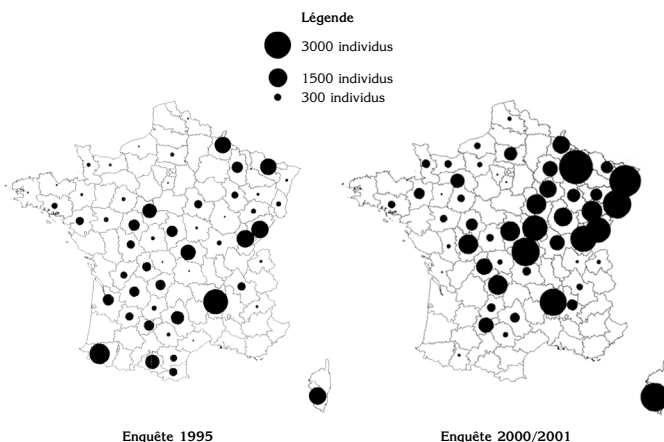 Légende
3000 individus
1500 individus
300 individus
Enquête 1995
Enquête 2000/2001